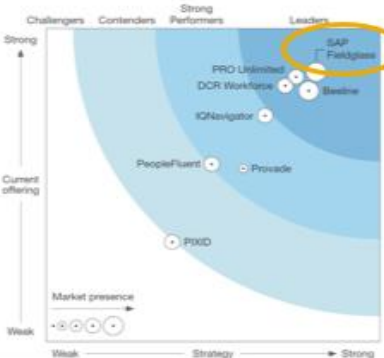 Challengers Contenders Strong Performers Leaders
Strong
SAP
Fieldglass
PRO Unlimited
DCR Workforce
Beeline
IQNavigator
PeopleFluent
Provade
Current
offering
PIXID
Market presence
Weak
Weak Strategy Strong